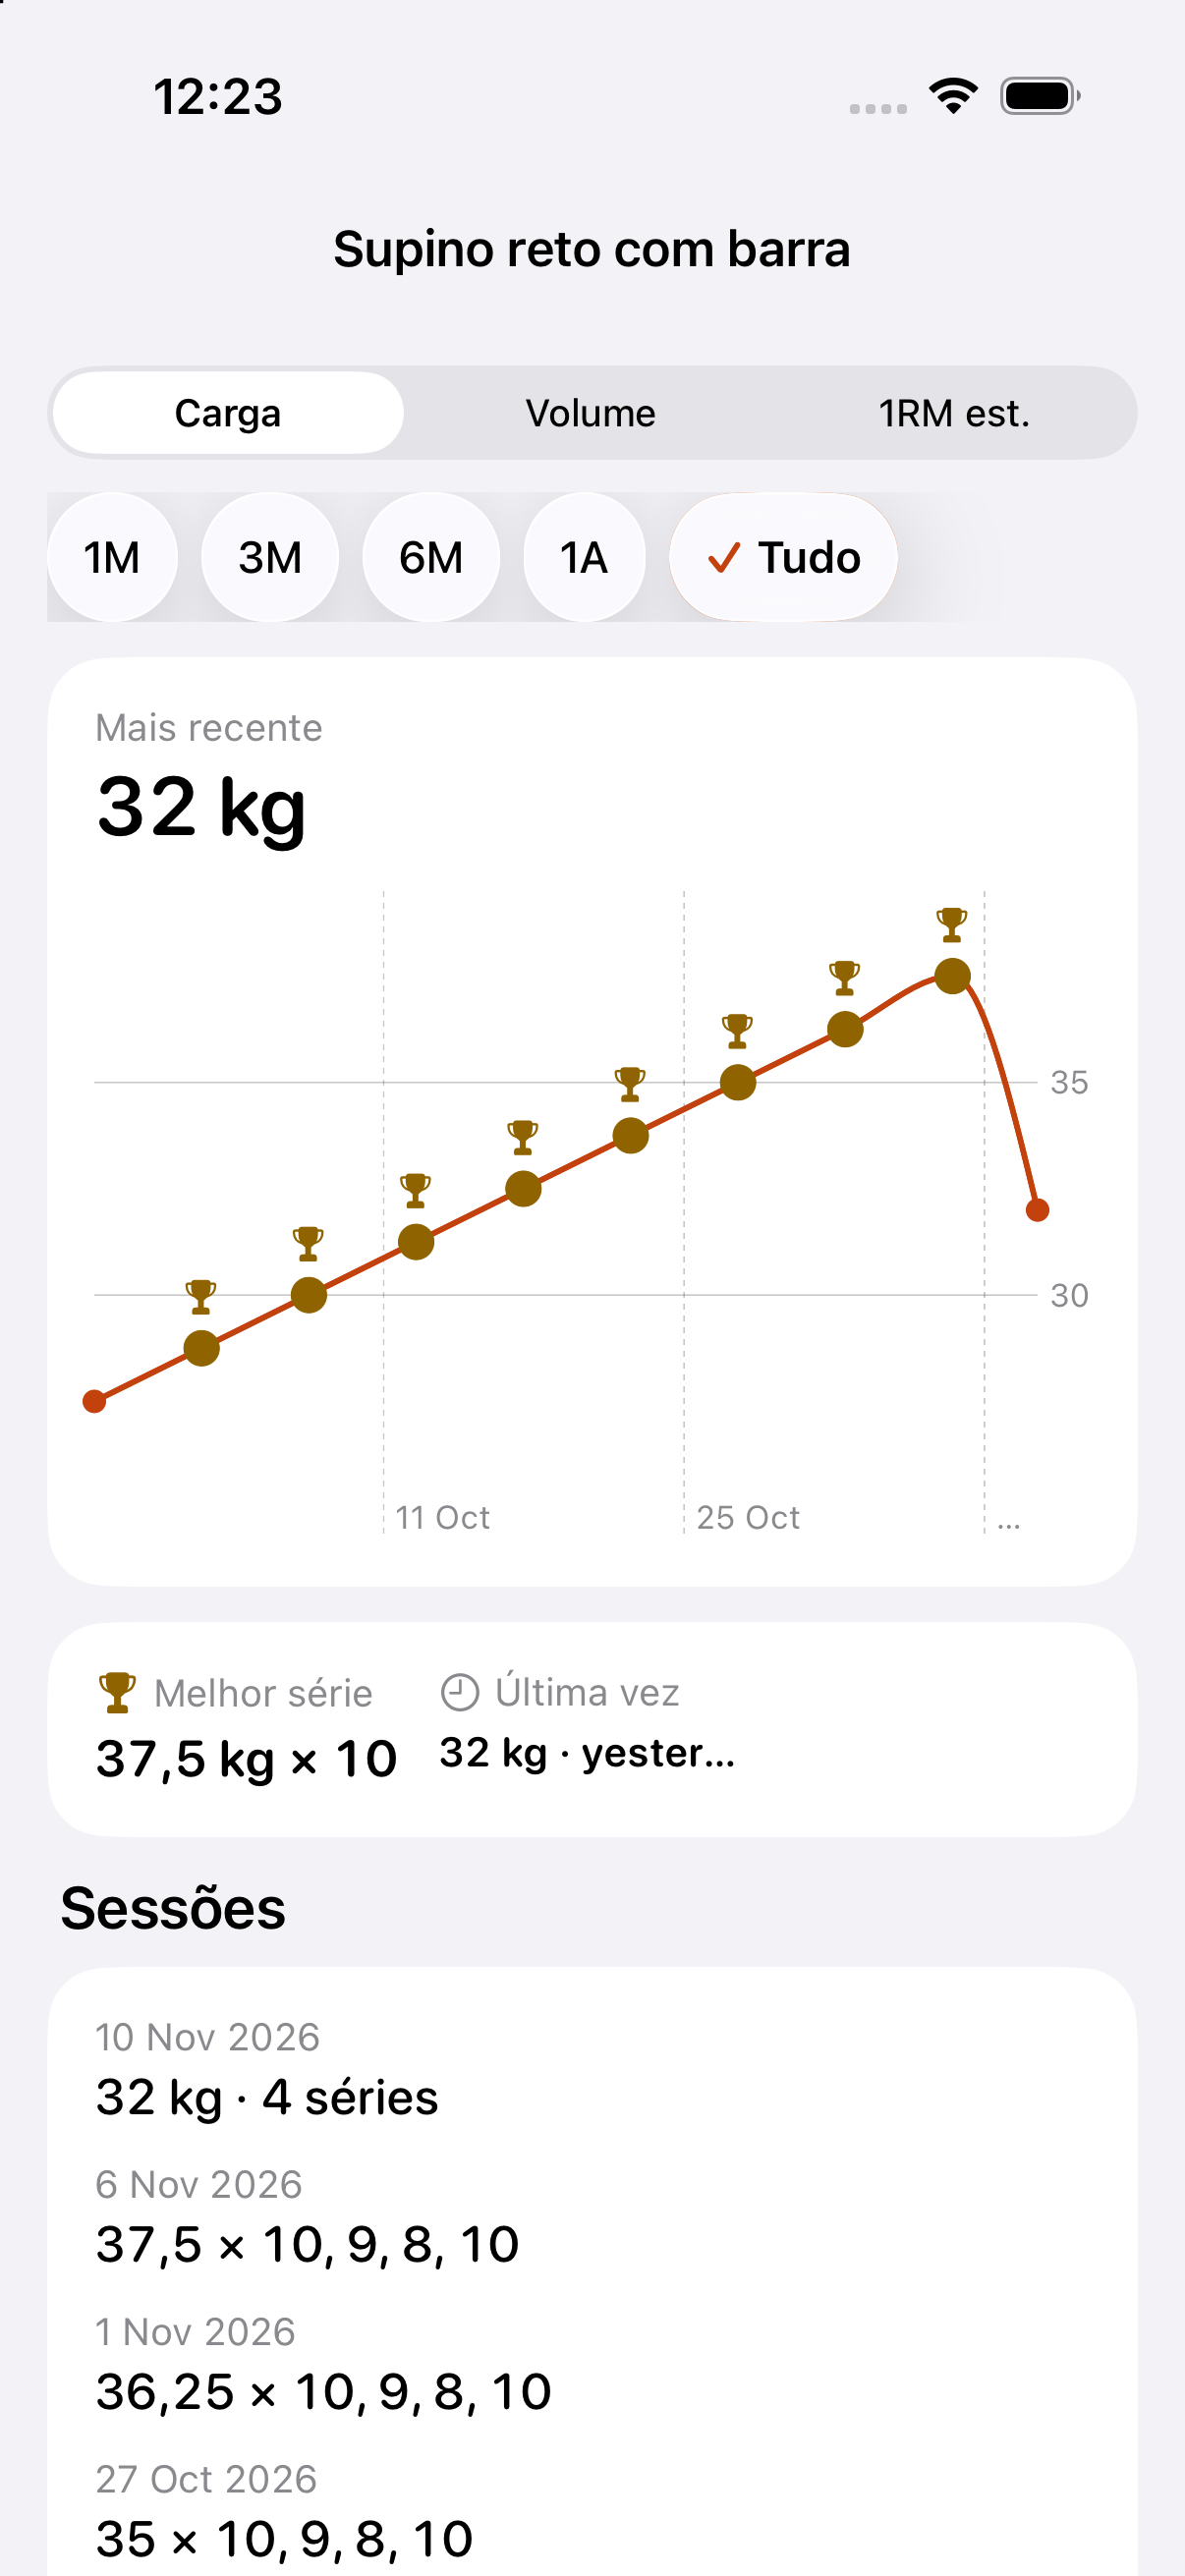 12:23
Supino reto com barra
Carga Volume 1RM est.
1M 3M 6M 1A ✓ Tudo
Mais recente
32 kg
35
30
11 Oct 25 Oct ...
Melhor série Última vez
37,5 kg × 10 32 kg · yester...
Sessões
10 Nov 2026
32 kg · 4 séries
6 Nov 2026
37,5 × 10, 9, 8, 10
1 Nov 2026
36,25 × 10, 9, 8, 10
27 Oct 2026
35 × 10, 9, 8, 10